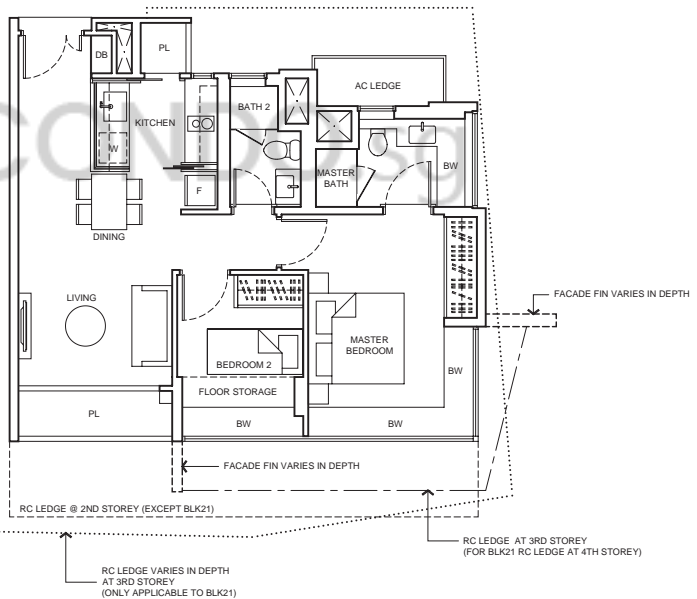 DB
PL
AC LEDGE
BATH 2
KITCHEN
CONDO.sg
W
MASTER
BATH
BW
F
DINING
LIVING
FACADE FIN VARIES IN DEPTH
MASTER
BEDROOM
BEDROOM 2
BW
FLOOR STORAGE
PL
BW
BW
FACADE FIN VARIES IN DEPTH
RC LEDGE @ 2ND STOREY (EXCEPT BLK21)
RC LEDGE AT 3RD STOREY
(FOR BLK21 RC LEDGE AT 4TH STOREY)
RC LEDGE VARIES IN DEPTH
AT 3RD STOREY
(ONLY APPLICABLE TO BLK21)